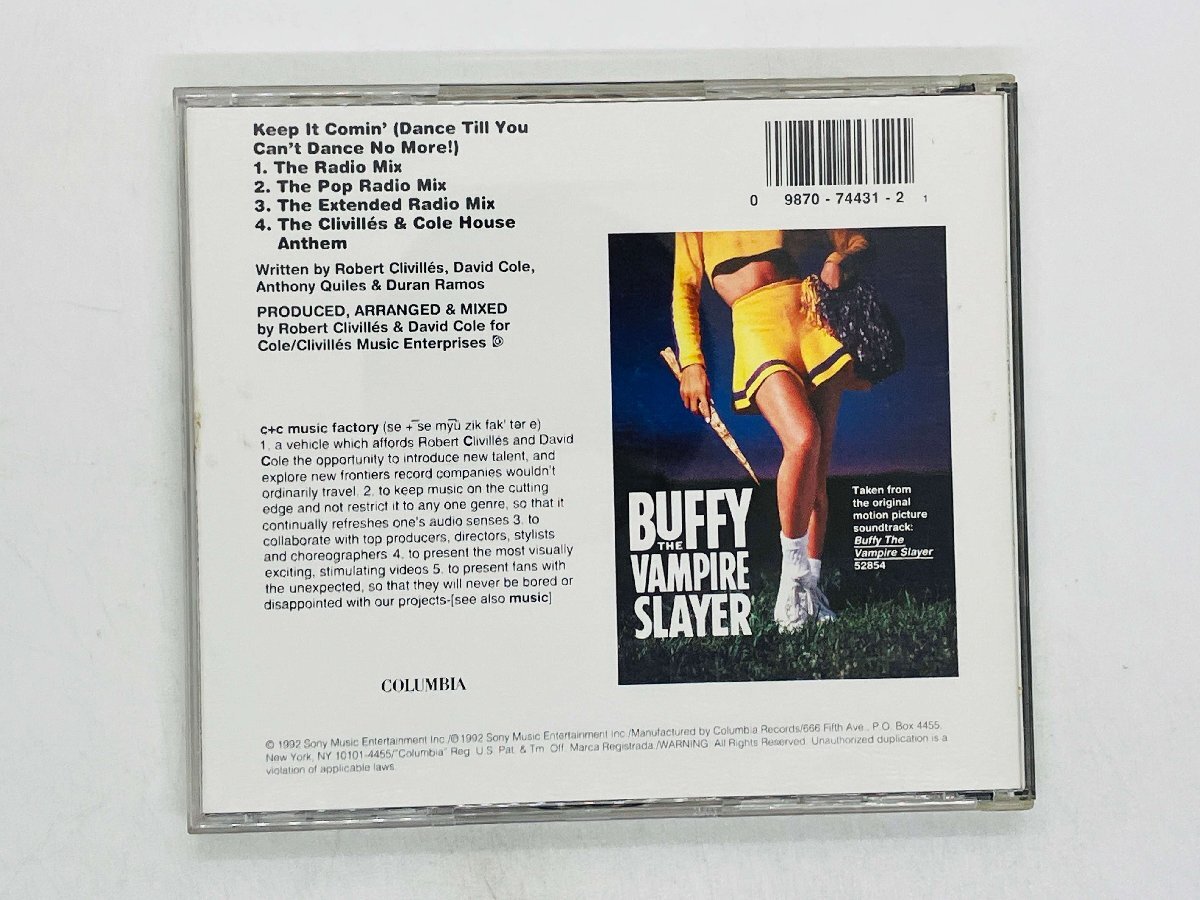 Keep It Comin' (Dance Till You
Can't Dance No More!)
1. The Radio Mix
2. The Pop Radio Mix
3. The Extended Radio Mix
4. The Clivillés & Cole House
Anthem
Written by Robert Clivillés, David Cole,
Anthony Quiles & Duran Ramos
PRODUCED, ARRANGED & MIXED
by Robert Clivillés & David Cole for
Cole/Clivillés Music Enterprises
c+c music factory (se + se myü zik fak' tər e)
1. a vehicle which affords Robert Clivillés and David
Cole the opportunity to introduce new talent, and
explore new frontiers record companies wouldn't
ordinarily travel. 2. to keep music on the cutting
edge and not restrict it to any one genre, so that it
continually refreshes one's audio senses 3. to
collaborate with top producers, directors, stylists
and choreographers 4. to present the most visually
exciting, stimulating videos 5. to present fans with
the unexpected, so that they will never be bored or
disappointed with our projects-[see also music]
COLUMBIA
0 9870 - 74431 - 2 1
BUFFY
THE
VAMPIRE
SLAYER
Taken from
the original
motion picture
soundtrack:
Buffy The
Vampire Slayer
52854
© 1992 Sony Music Entertainment Inc./℗ 1992 Sony Music Entertainment Inc./Manufactured by Columbia Records/666 Fifth Ave., P.O. Box 4455,
New York, NY 10101-4455/"Columbia" Reg. U.S. Pat. & Tm. Off. Marca Registrada./WARNING: All Rights Reserved. Unauthorized duplication is a
violation of applicable laws.